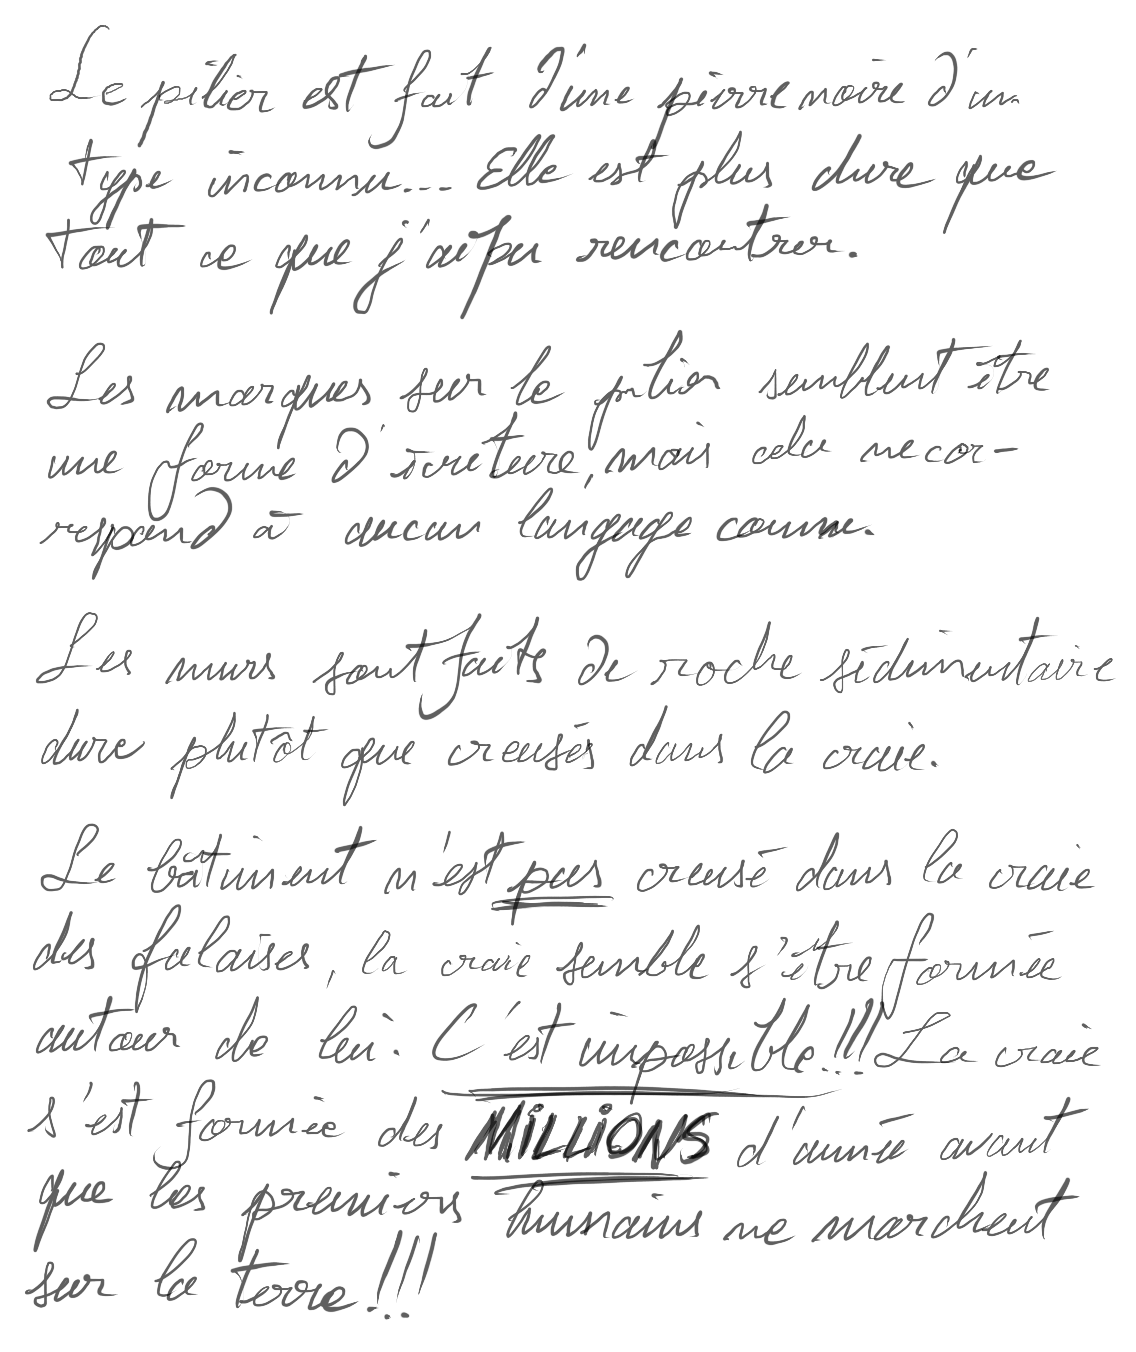 Le pilier est fait d'une pierre noire d'un
type inconnu... Elle est plus dure que
tout ce que j'ai pu rencontrer.
Les marques sur le pilier semblent être
une forme d'écriture, mais cela ne cor-
respond à aucun langage connu.
Les murs sont faits de roche sédimentaire
dure plutôt que creusés dans la craie.
Le bâtiment n'est pas creusé dans la craie
des falaises, la craie semble s'être formée
autour de lui. C'est impossible!!! La craie
s'est formée des MILLIONS d'année avant
que les premiers humains ne marchent
sur la terre!!!